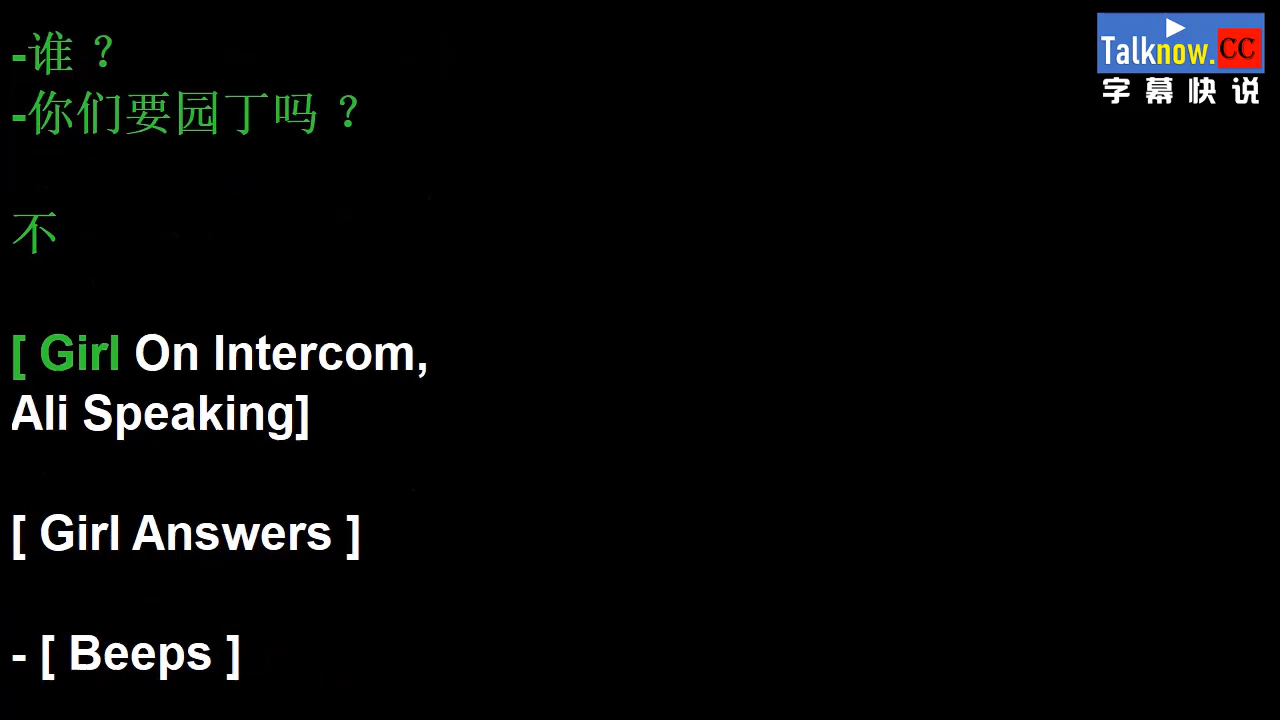 -谁？
-你们要园丁吗？
不
[ Girl On Intercom,
Ali Speaking]
[ Girl Answers ]
- [ Beeps ]
Talknow.CC
字幕快说